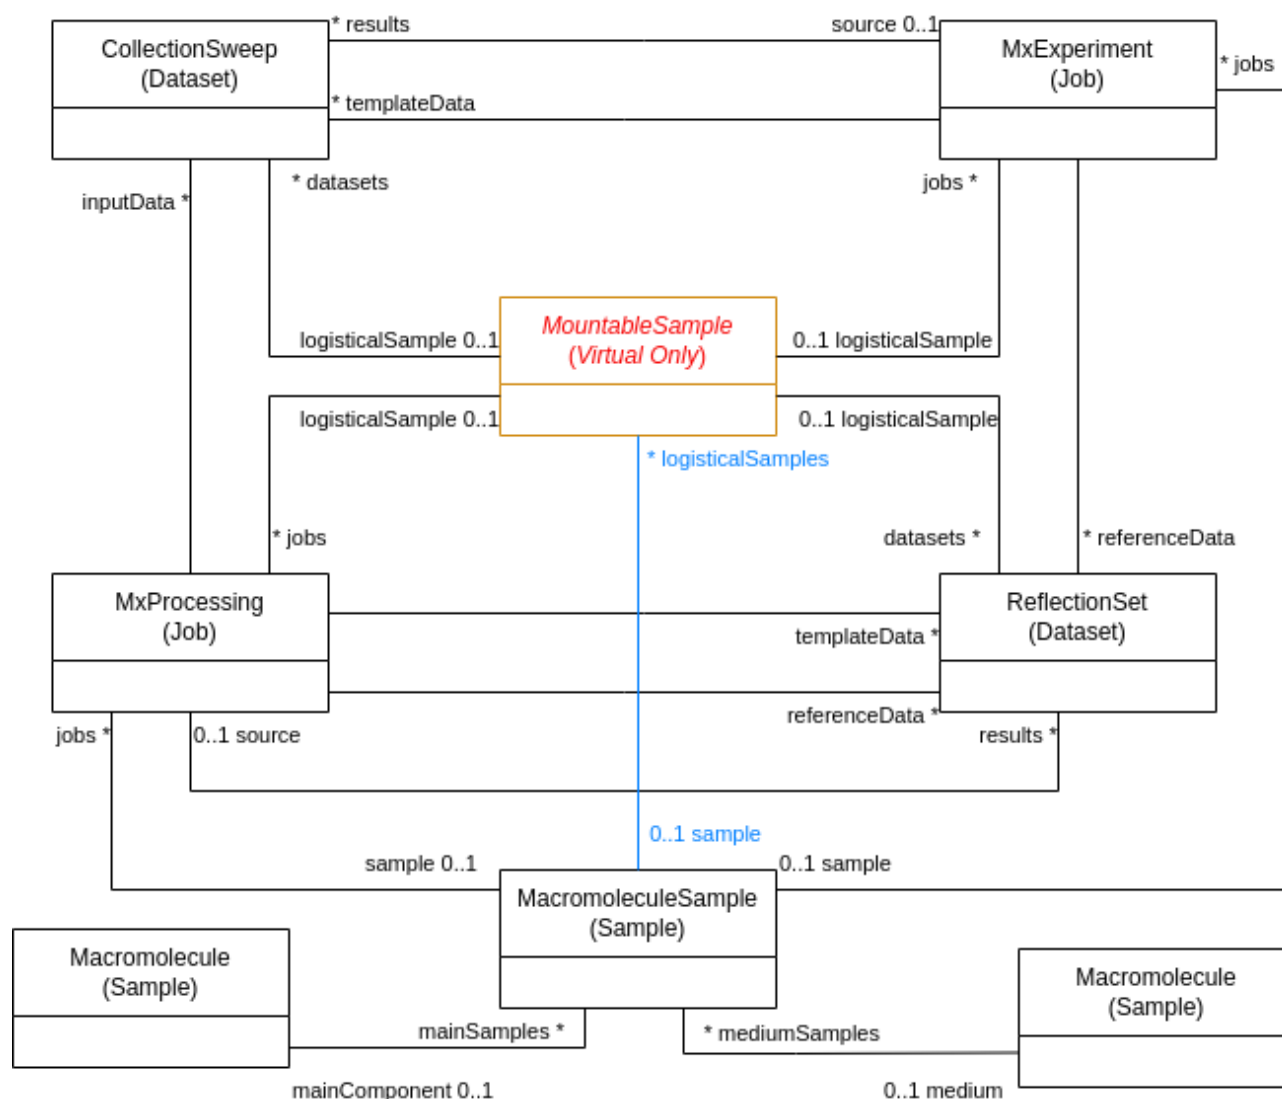 * results
source 0..1
CollectionSweep
(Dataset)
MxExperiment
(Job)
* jobs
* templateData
* datasets
jobs *
inputData *
MountableSample
(Virtual Only)
logisticalSample 0..1
0..1 logisticalSample
logisticalSample 0..1
0..1 logisticalSample
* logisticalSamples
* jobs
datasets *
* referenceData
MxProcessing
(Job)
ReflectionSet
(Dataset)
templateData *
referenceData *
jobs *
0..1 source
results *
0..1 sample
sample 0..1
0..1 sample
MacromoleculeSample
(Sample)
Macromolecule
(Sample)
Macromolecule
(Sample)
mainSamples *
* mediumSamples
mainComponent 0..1
0..1 medium